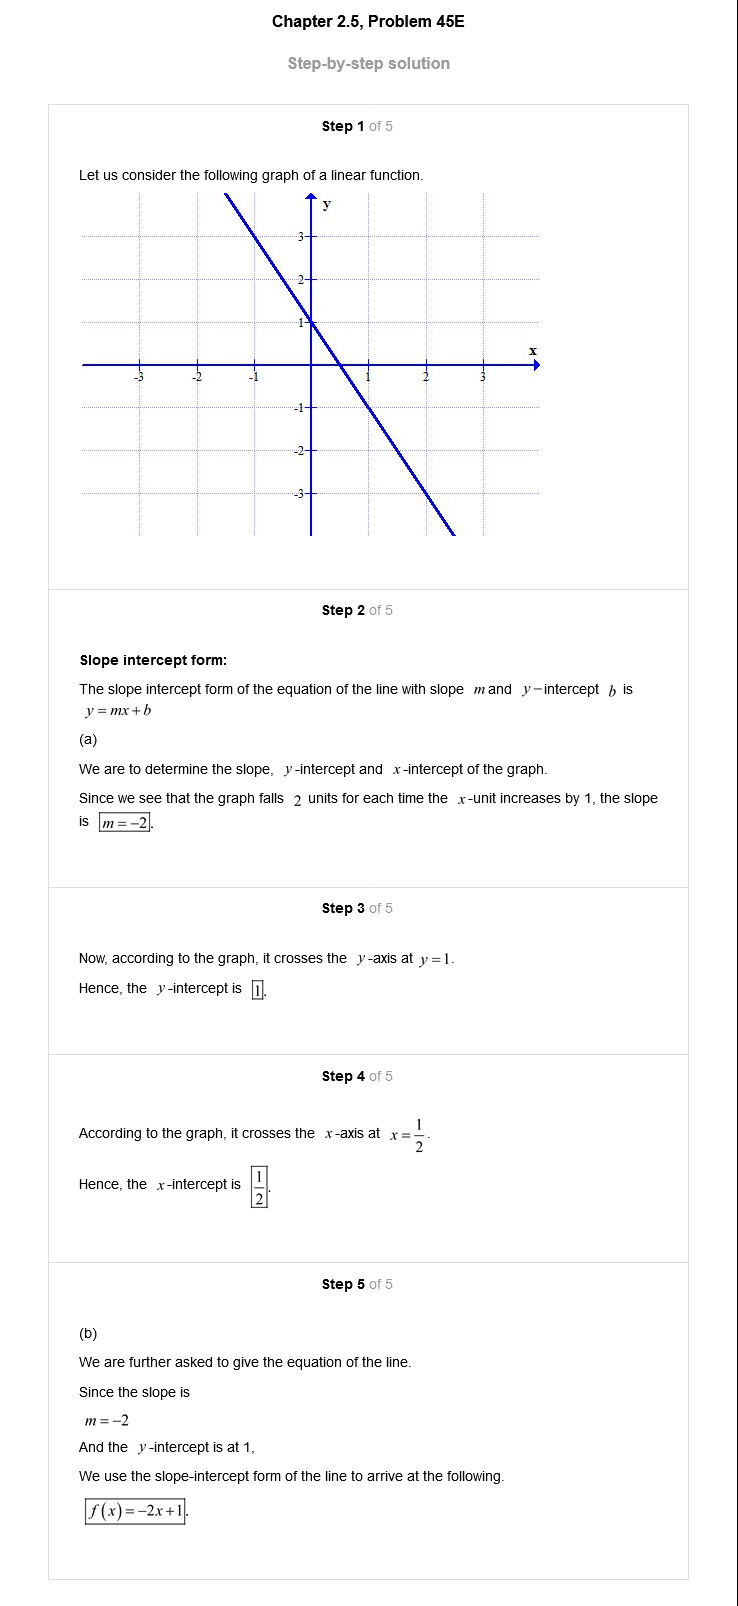 Chapter 2.5, Problem 45E
Step-by-step solution
Step 1 of 5
Let us consider the following graph of a linear function.
y
3
2
1
x
-3 -2 -1 1 2 3
-1
-2
-3
Step 2 of 5
Slope intercept form:
The slope intercept form of the equation of the line with slope m and y−intercept b is
y = mx + b
(a)
We are to determine the slope, y-intercept and x-intercept of the graph.
Since we see that the graph falls 2 units for each time the x-unit increases by 1, the slope
is m = −2.
Step 3 of 5
Now, according to the graph, it crosses the y-axis at y = 1.
Hence, the y-intercept is 1.
Step 4 of 5
According to the graph, it crosses the x-axis at x = 1/2.
Hence, the x-intercept is 1/2.
Step 5 of 5
(b)
We are further asked to give the equation of the line.
Since the slope is
m = −2
And the y-intercept is at 1,
We use the slope-intercept form of the line to arrive at the following.
f(x) = −2x + 1.